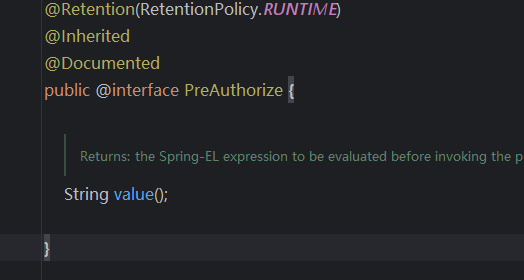 @Retention(RetentionPolicy.RUNTIME)
@Inherited
@Documented
public @interface PreAuthorize {
Returns: the Spring-EL expression to be evaluated before invoking the p
String value();
}